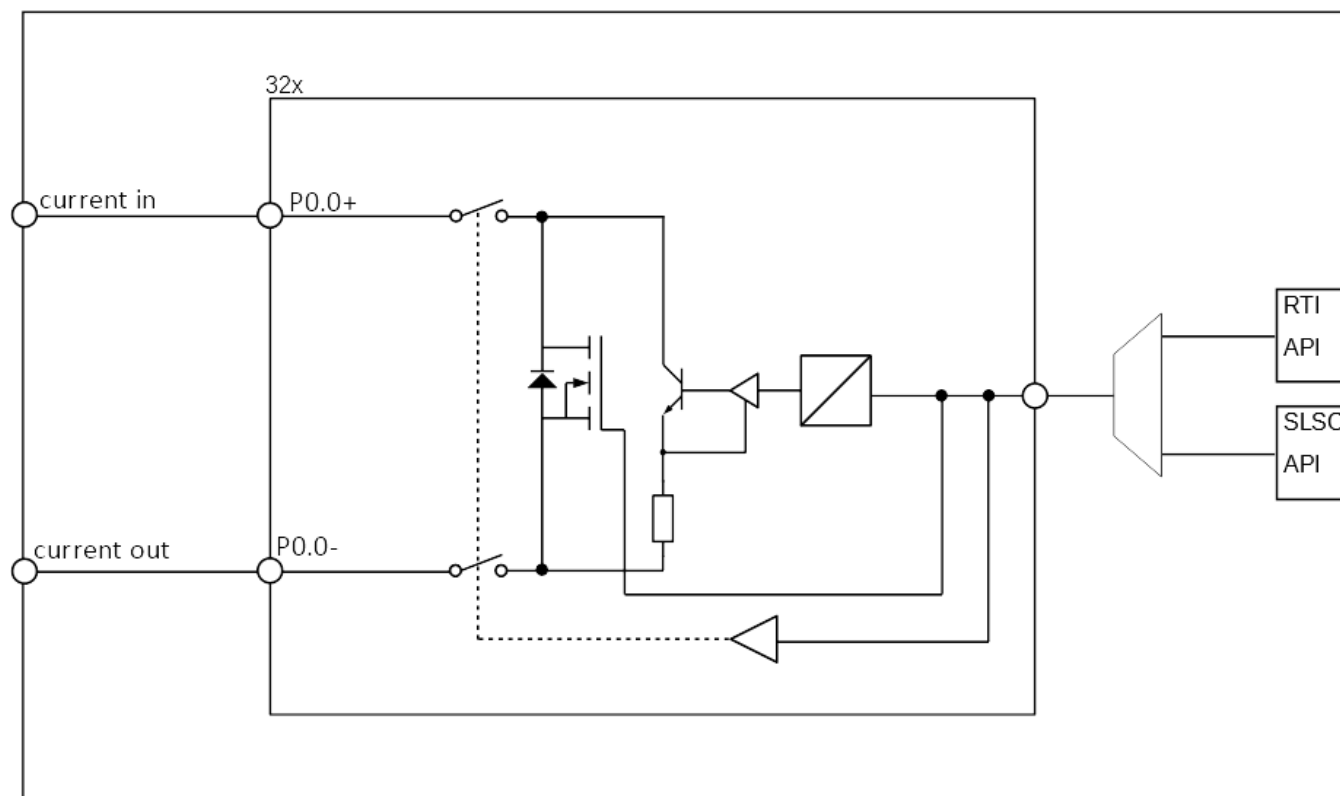 32x
current in
P0.0+
RTI
API
SLSC
API
current out
P0.0-